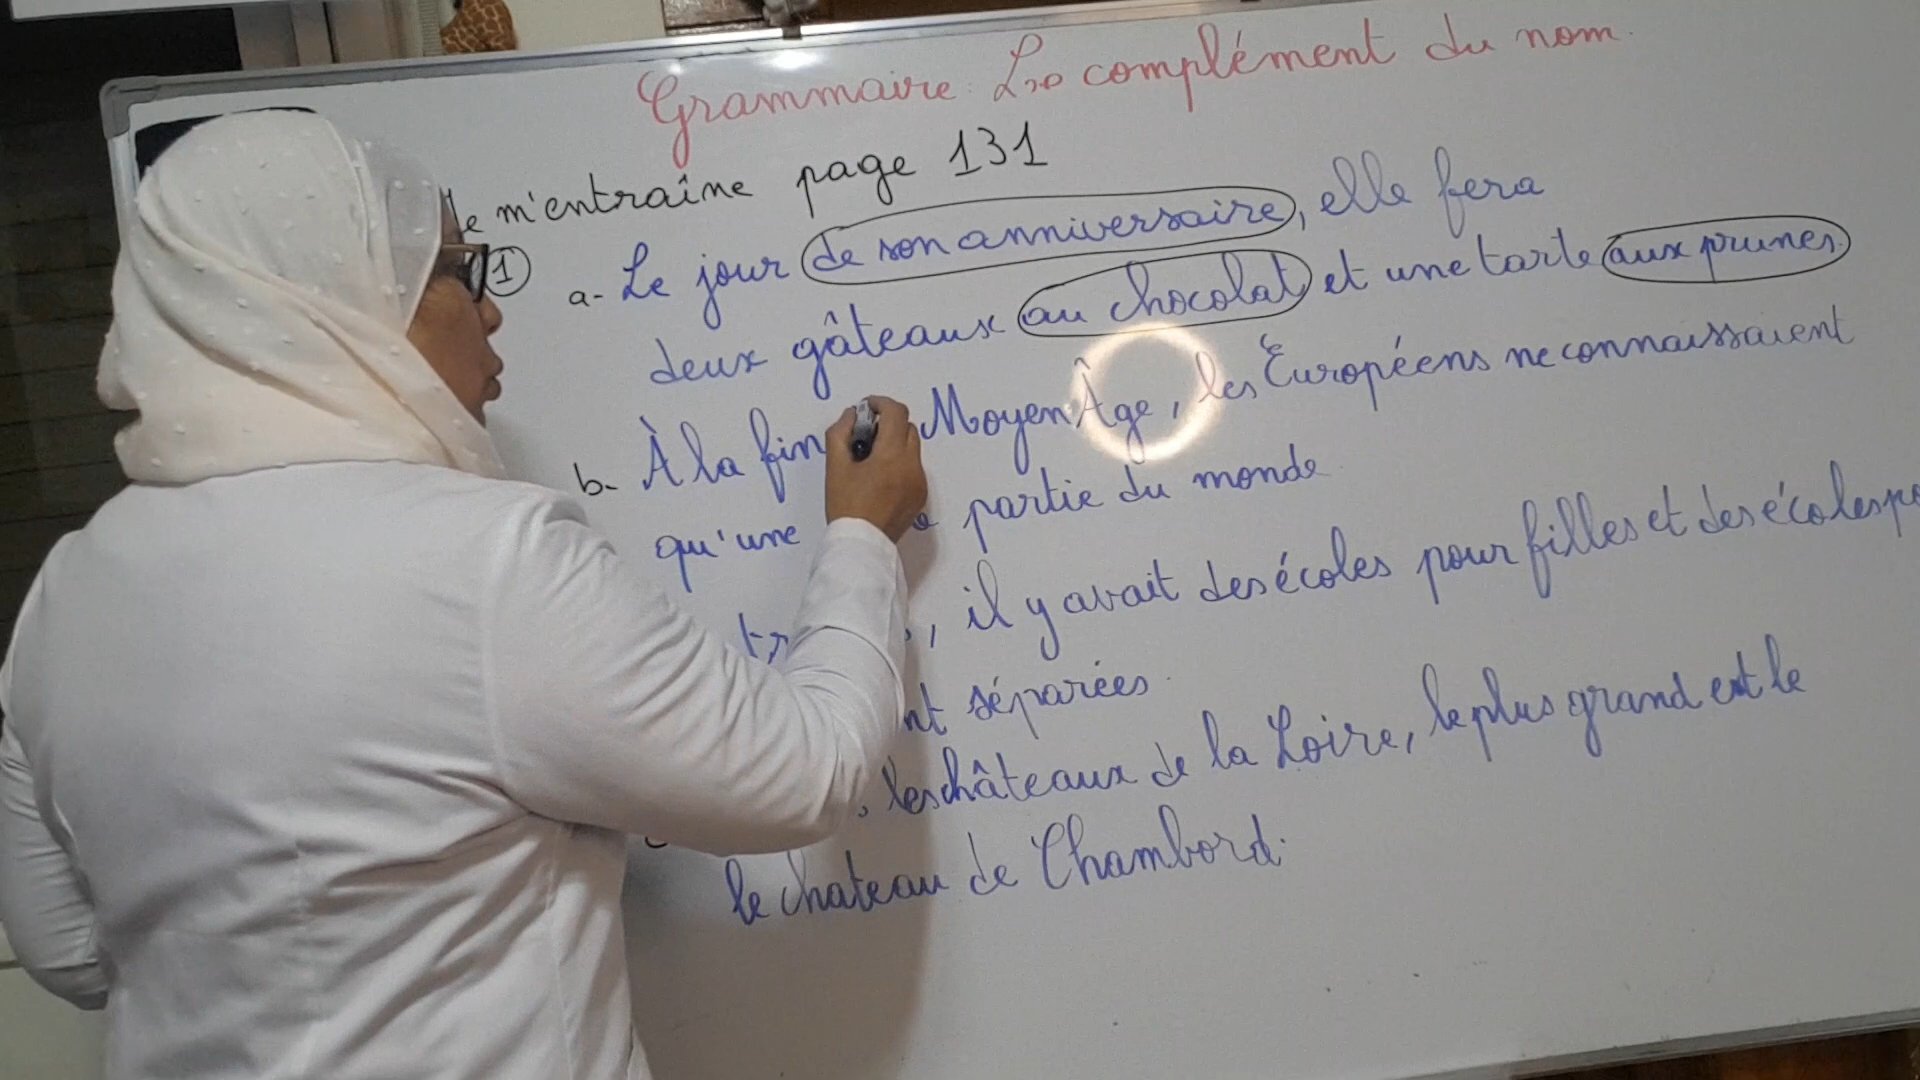 Grammaire: Le complément du nom.
Je m'entraîne page 131
① a- Le jour de son anniversaire, elle fera
deux gâteaux au chocolat et une tarte aux prunes.
b- À la fin Moyen Âge, les Européens ne connaissaient
qu'une partie du monde
, il y avait des écoles pour filles et des écoles
séparées.
, les châteaux de la Loire, le plus grand est le
le chateau de Chambord.